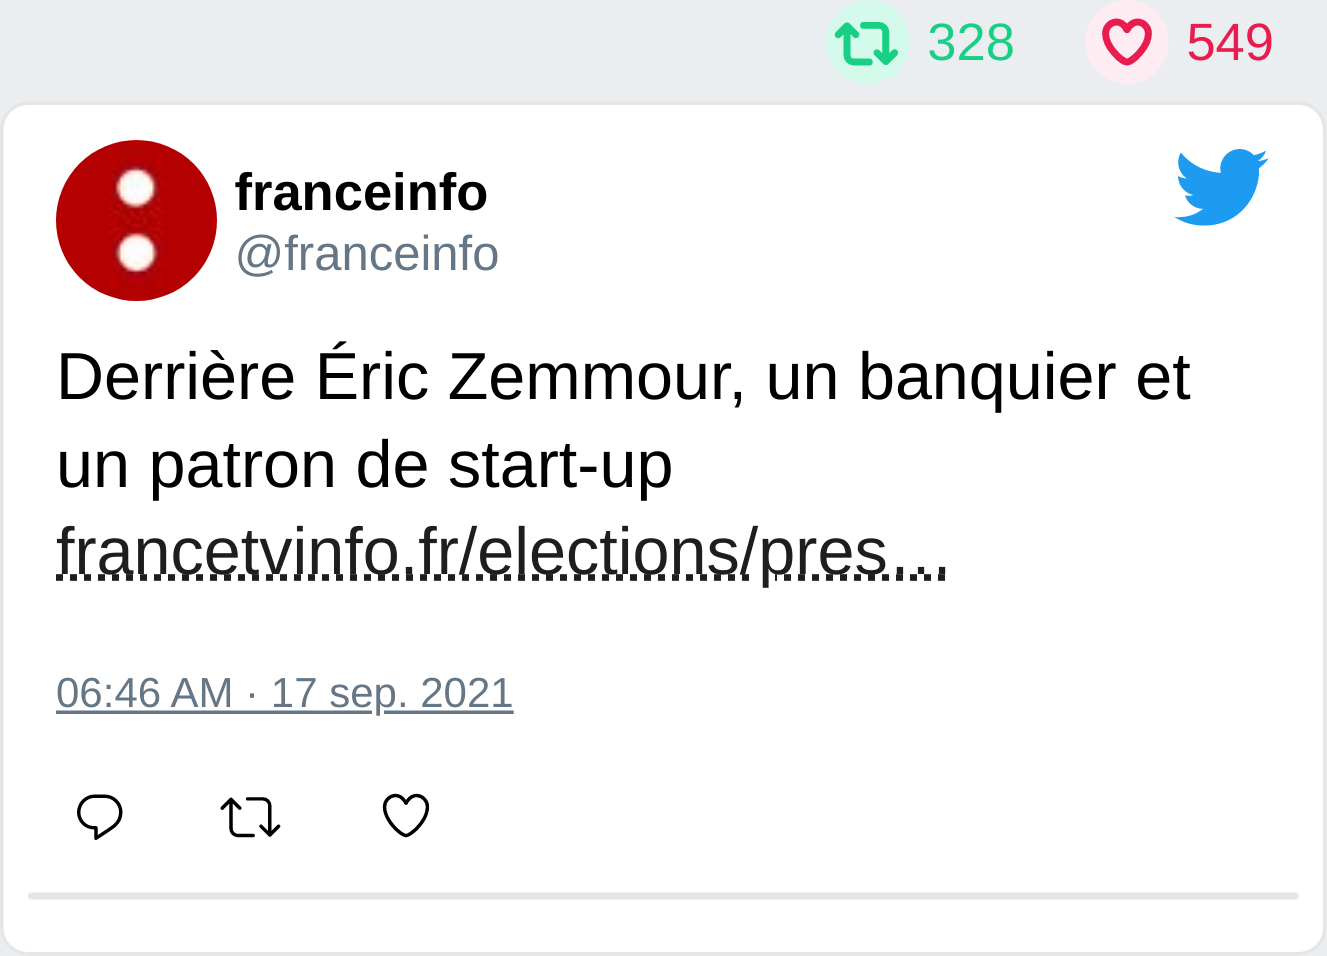 328 549
franceinfo
@franceinfo
Derrière Éric Zemmour, un banquier et
un patron de start-up
francetvinfo.fr/elections/pres...
06:46 AM · 17 sep. 2021